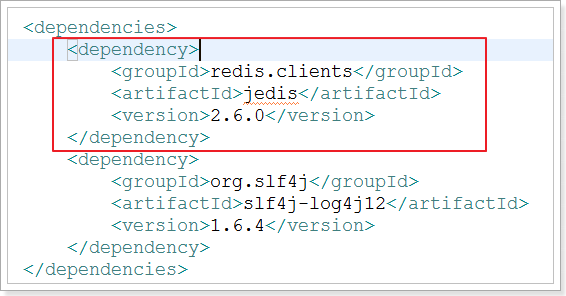 <dependencies>
    <dependency>
        <groupId>redis.clients</groupId>
        <artifactId>jedis</artifactId>
        <version>2.6.0</version>
    </dependency>
    <dependency>
        <groupId>org.slf4j</groupId>
        <artifactId>slf4j-log4j12</artifactId>
        <version>1.6.4</version>
    </dependency>
</dependencies>